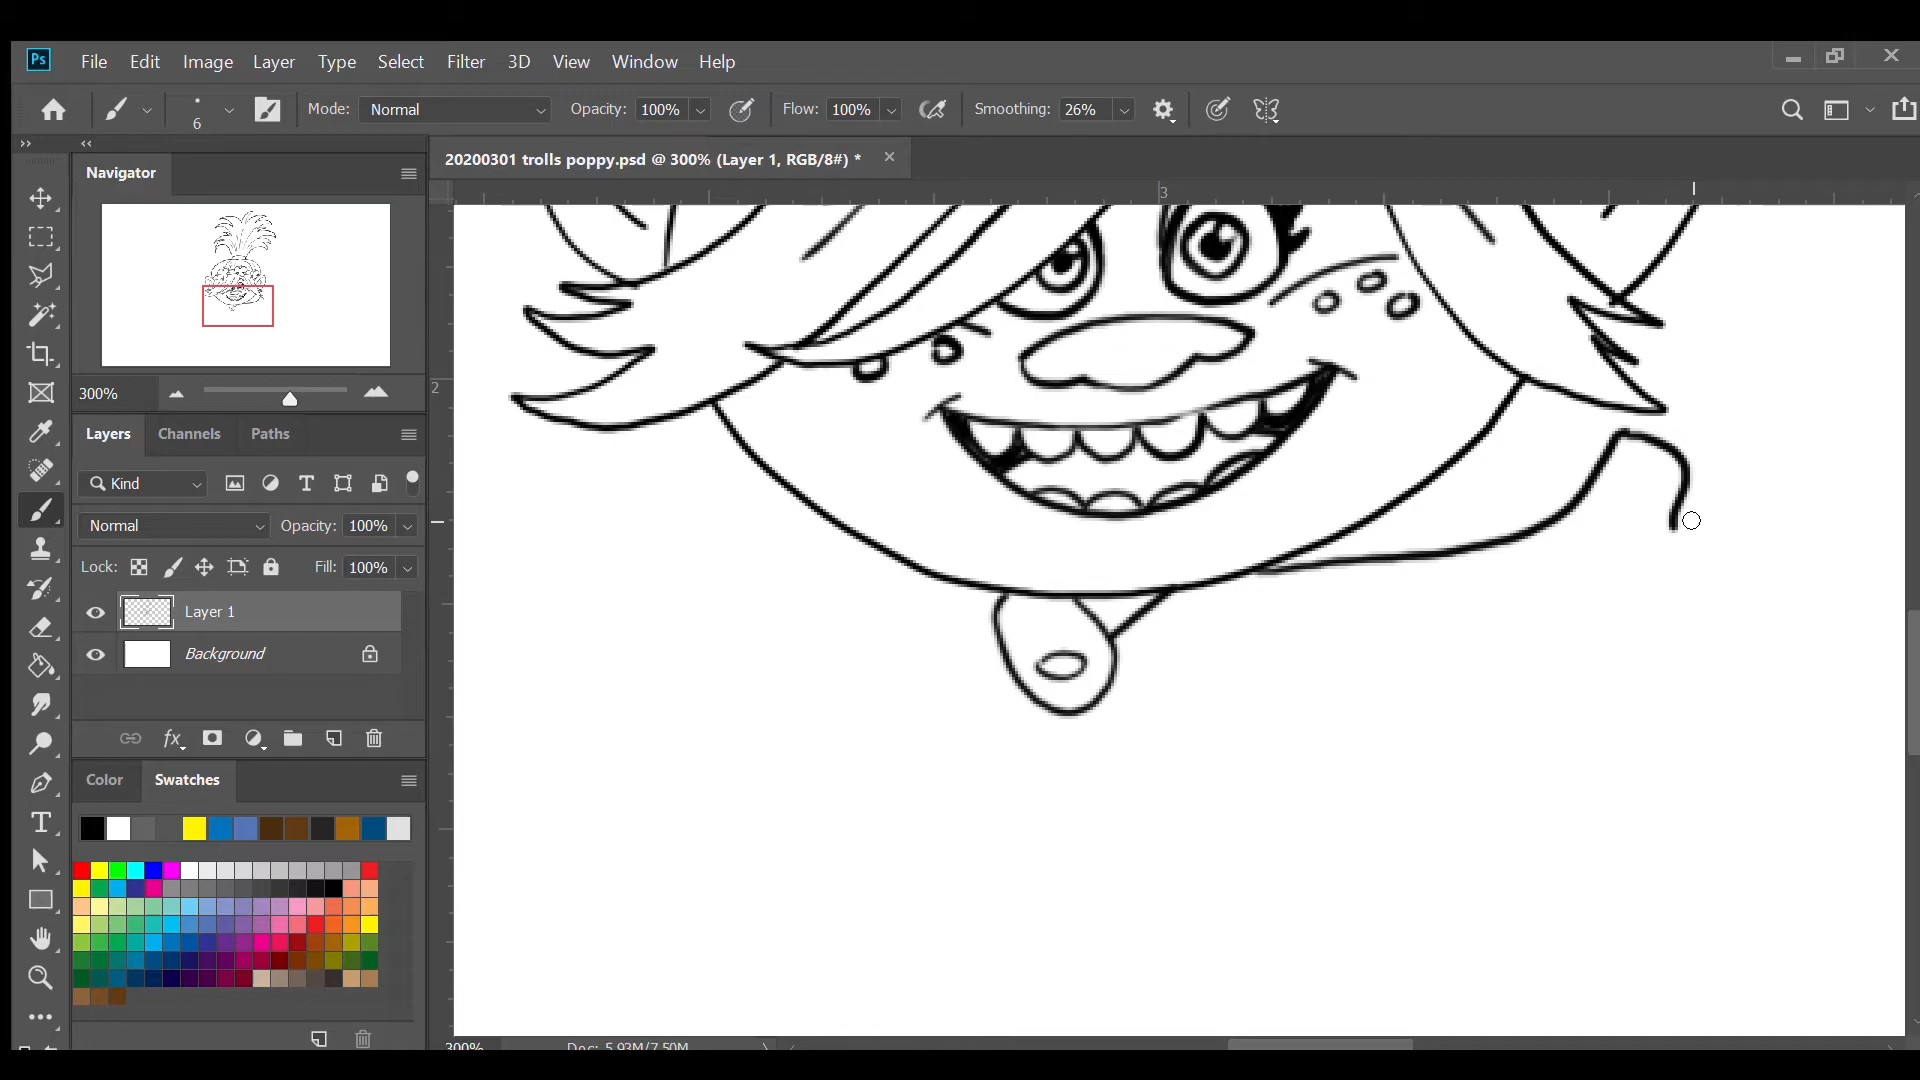 Ps File Edit Image Layer Type Select Filter 3D View Window Help
6 Mode: Normal Opacity: 100% Flow: 100% Smoothing: 26%
Navigator
20200301 trolls poppy.psd @ 300% (Layer 1, RGB/8#) *
3
2
300%
Layers Channels Paths
Kind
Normal Opacity: 100%
Lock: Fill: 100%
Layer 1
Background
fx
Color Swatches
300% Doc: 5.93M/7.50M